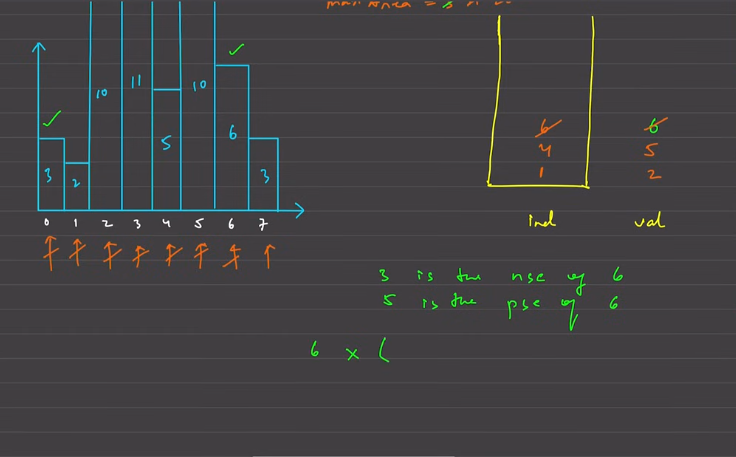 10 11 10
5 6
3 2 3
0 1 2 3 4 5 6 7
6 6
4 5
1 2
ind val
3 is the nse of 6
5 is the pse of 6
6 x (